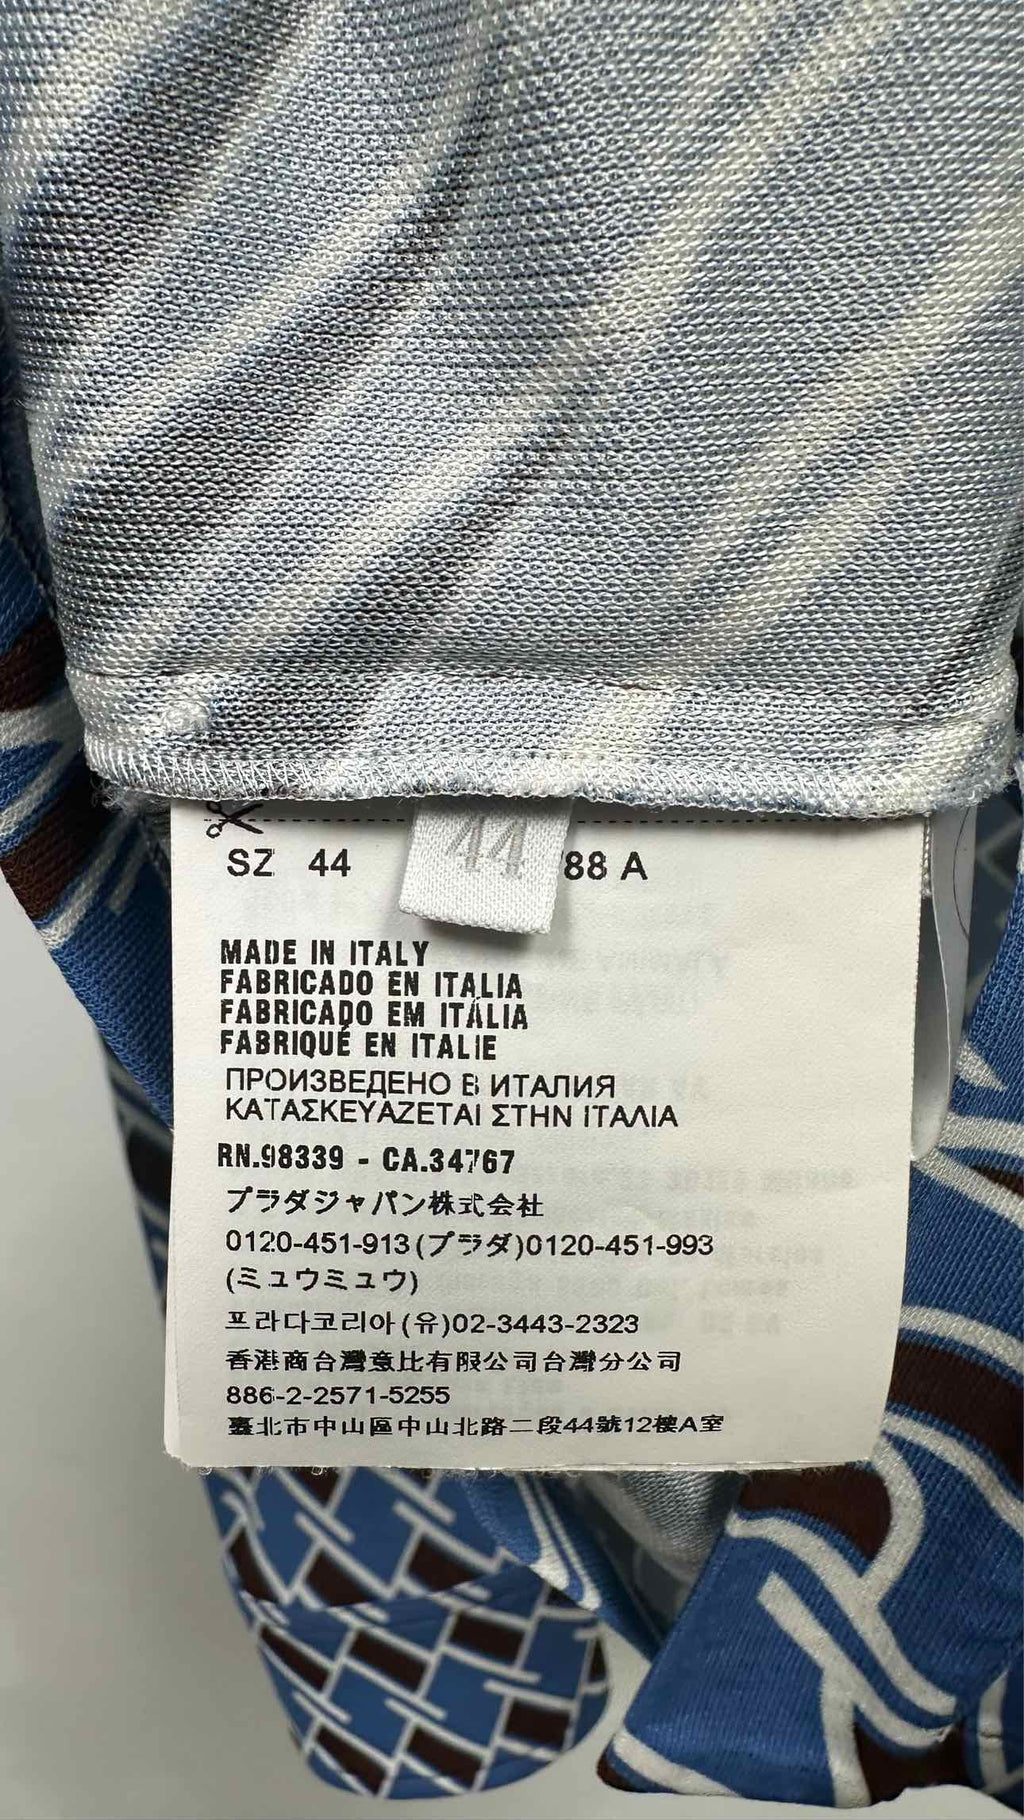 SZ 44 44 88 A
MADE IN ITALY
FABRICADO EN ITALIA
FABRICADO EM ITÁLIA
FABRIQUÉ EN ITALIE
ПРОИЗВЕДЕНО В ИТАЛИЯ
ΚΑΤΑΣΚΕΥΑΖΕΤΑΙ ΣΤΗΝ ΙΤΑΛΙΑ
RN.98339 - CA.34767
プラダジャパン株式会社
0120-451-913(プラダ)0120-451-993
(ミュウミュウ)
프라다코리아(유)02-3443-2323
香港商台灣意比有限公司台灣分公司
886-2-2571-5255
臺北市中山區中山北路二段44號12樓A室